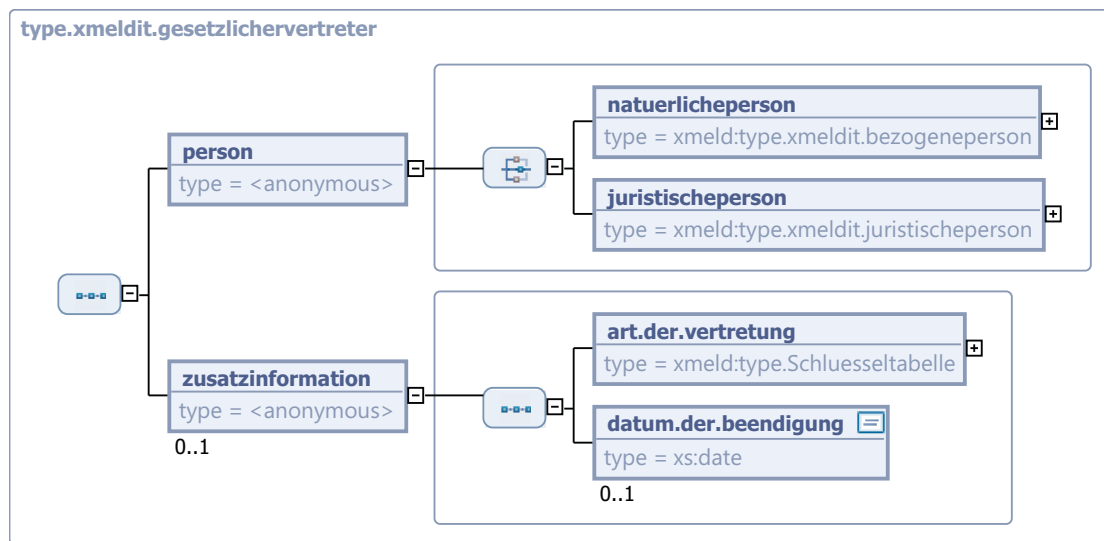 type.xmeldit.gesetzlichervertreter
natuerlicheperson
type = xmeld:type.xmeldit.bezogeneperson
person
type = <anonymous>
juristischeperson
type = xmeld:type.xmeldit.juristischeperson
art.der.vertretung
type = xmeld:type.Schluesseltabelle
zusatzinformation
type = <anonymous>
0..1
datum.der.beendigung
type = xs:date
0..1